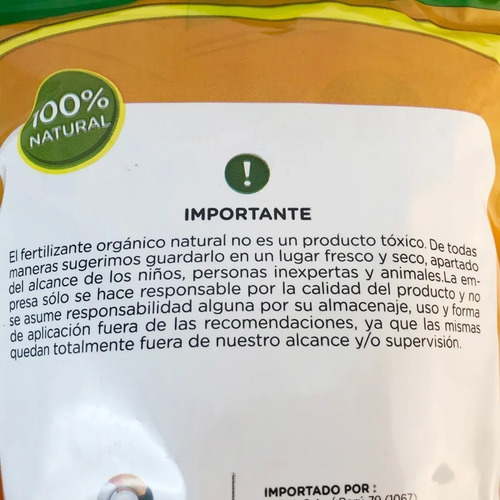 100%
NATURAL
!
IMPORTANTE
El fertilizante orgánico natural no es un producto tóxico. De todas
maneras sugerimos guardarlo en un lugar fresco y seco, apartado
del alcance de los niños, personas inexpertas y animales.La em-
presa sólo se hace responsable por la calidad del producto y no
se asume responsabilidad alguna por su almacenaje, uso y forma
de aplicación fuera de las recomendaciones, ya que las mismas
quedan totalmente fuera de nuestro alcance y/o supervisión.
IMPORTADO POR :